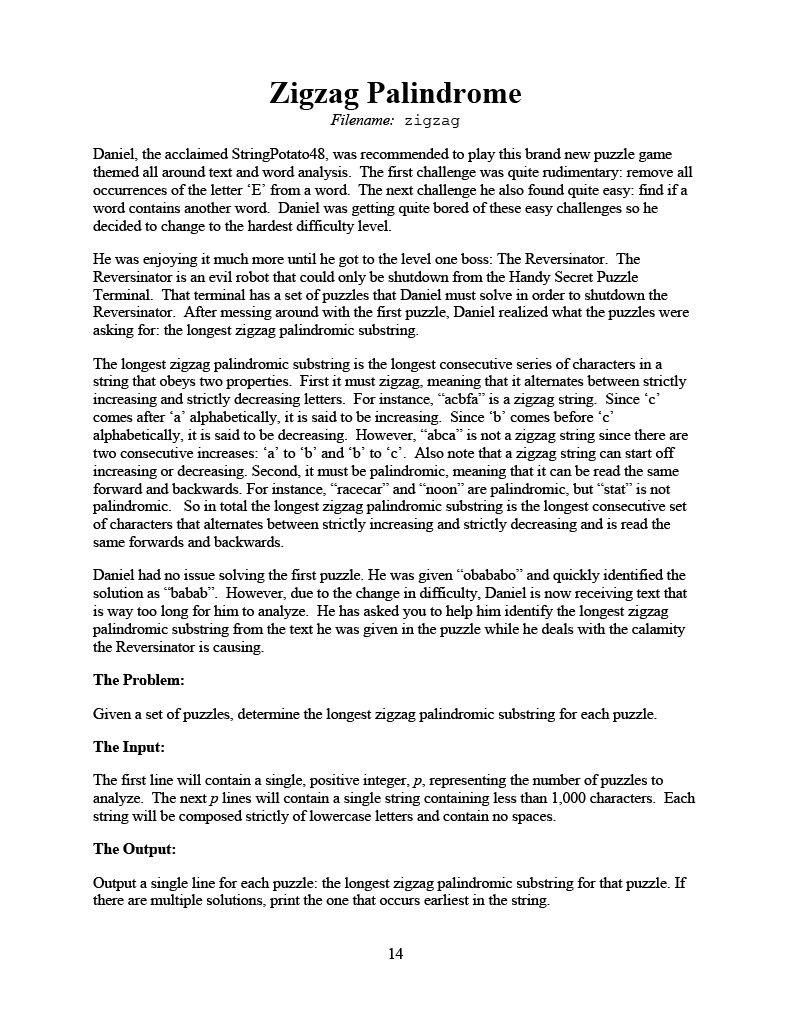 Zigzag Palindrome
Filename: zigzag
Daniel, the acclaimed StringPotato48, was recommended to play this brand new puzzle game
themed all around text and word analysis. The first challenge was quite rudimentary: remove all
occurrences of the letter ‘E’ from a word. The next challenge he also found quite easy: find if a
word contains another word. Daniel was getting quite bored of these easy challenges so he
decided to change to the hardest difficulty level.
He was enjoying it much more until he got to the level one boss: The Reversinator. The
Reversinator is an evil robot that could only be shutdown from the Handy Secret Puzzle
Terminal. That terminal has a set of puzzles that Daniel must solve in order to shutdown the
Reversinator. After messing around with the first puzzle, Daniel realized what the puzzles were
asking for: the longest zigzag palindromic substring.
The longest zigzag palindromic substring is the longest consecutive series of characters in a
string that obeys two properties. First it must zigzag, meaning that it alternates between strictly
increasing and strictly decreasing letters. For instance, “acbfa” is a zigzag string. Since ‘c’
comes after ‘a’ alphabetically, it is said to be increasing. Since ‘b’ comes before ‘c’
alphabetically, it is said to be decreasing. However, “abca” is not a zigzag string since there are
two consecutive increases: ‘a’ to ‘b’ and ‘b’ to ‘c’. Also note that a zigzag string can start off
increasing or decreasing. Second, it must be palindromic, meaning that it can be read the same
forward and backwards. For instance, “racecar” and “noon” are palindromic, but “stat” is not
palindromic. So in total the longest zigzag palindromic substring is the longest consecutive set
of characters that alternates between strictly increasing and strictly decreasing and is read the
same forwards and backwards.
Daniel had no issue solving the first puzzle. He was given “obababo” and quickly identified the
solution as “babab”. However, due to the change in difficulty, Daniel is now receiving text that
is way too long for him to analyze. He has asked you to help him identify the longest zigzag
palindromic substring from the text he was given in the puzzle while he deals with the calamity
the Reversinator is causing.
The Problem:
Given a set of puzzles, determine the longest zigzag palindromic substring for each puzzle.
The Input:
The first line will contain a single, positive integer, p, representing the number of puzzles to
analyze. The next p lines will contain a single string containing less than 1,000 characters. Each
string will be composed strictly of lowercase letters and contain no spaces.
The Output:
Output a single line for each puzzle: the longest zigzag palindromic substring for that puzzle. If
there are multiple solutions, print the one that occurs earliest in the string.
14